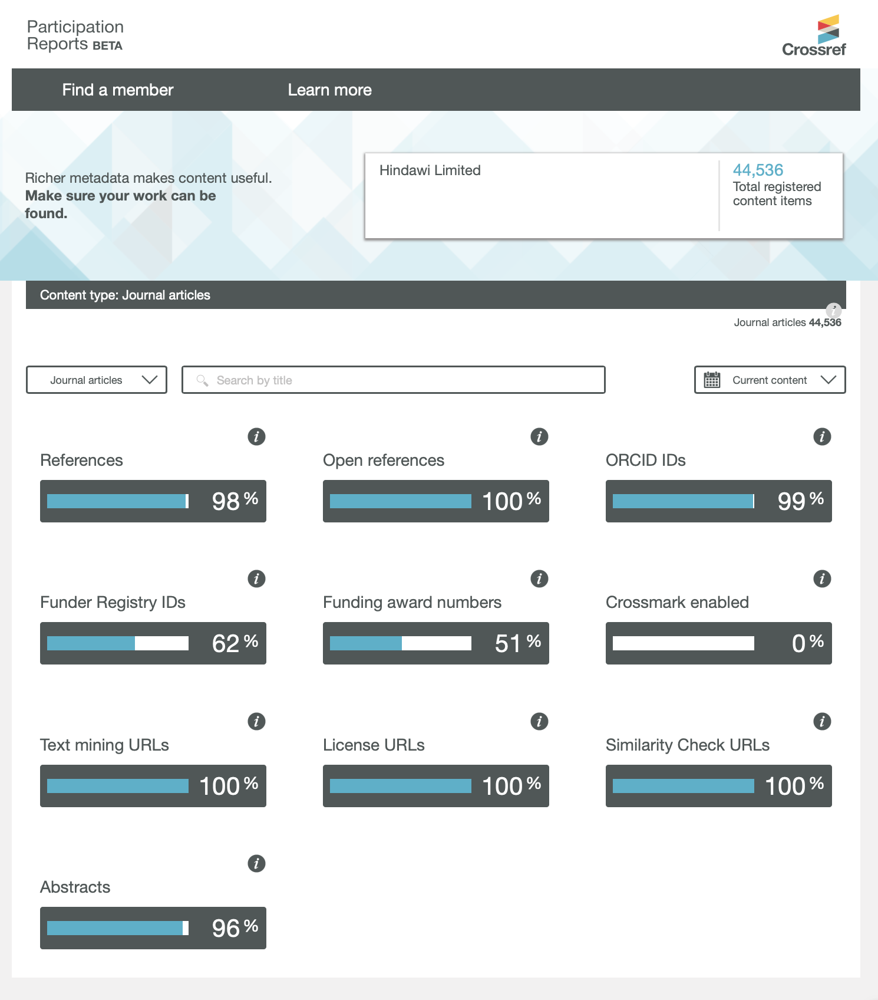 Participation
Reports BETA
Crossref
Find a member
Learn more
Richer metadata makes content useful.
Make sure your work can be
found.
Hindawi Limited
44,536
Total registered
content items
Content type: Journal articles
i
Journal articles 44,536
Journal articles
Search by title
Current content
i
References
98 %
i
Open references
100 %
i
ORCID IDs
99 %
i
Funder Registry IDs
62 %
i
Funding award numbers
51 %
i
Crossmark enabled
0 %
i
Text mining URLs
100 %
i
License URLs
100 %
i
Similarity Check URLs
100 %
i
Abstracts
96 %